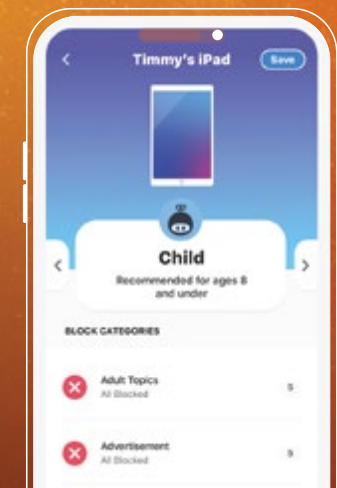 Timmy's iPad
Save
Child
Recommended for ages 8
and under
BLOCK CATEGORIES
Adult Topics
All Blocked
5
Advertisement
All Blocked